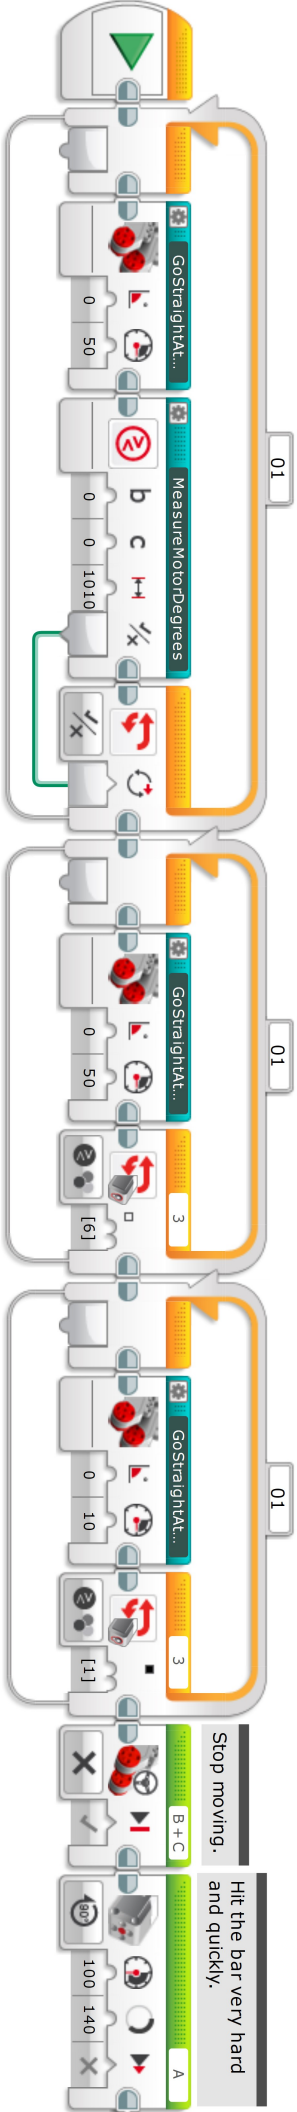 01
GoStraightAt...
0
50
MeasureMotorDegrees
b
c
0
0
1010
01
GoStraightAt...
0
50
3
[6]
01
GoStraightAt...
0
10
3
[1]
Stop moving.
B + C
Hit the bar very hard
and quickly.
A
90°
100
140